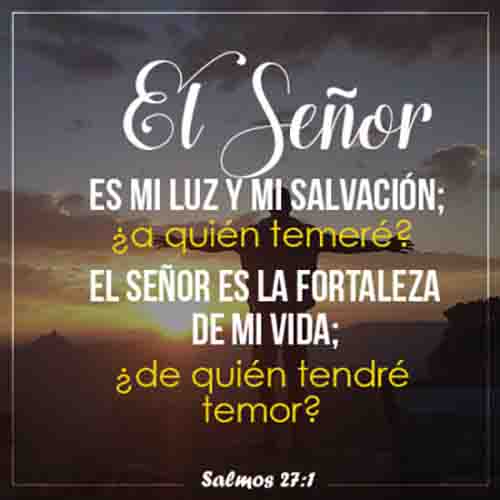 El Señor
ES MI LUZ Y MI SALVACIÓN;
¿a quién temeré?
EL SEÑOR ES LA FORTALEZA
DE MI VIDA;
¿de quién tendré
temor?
Salmos 27:1